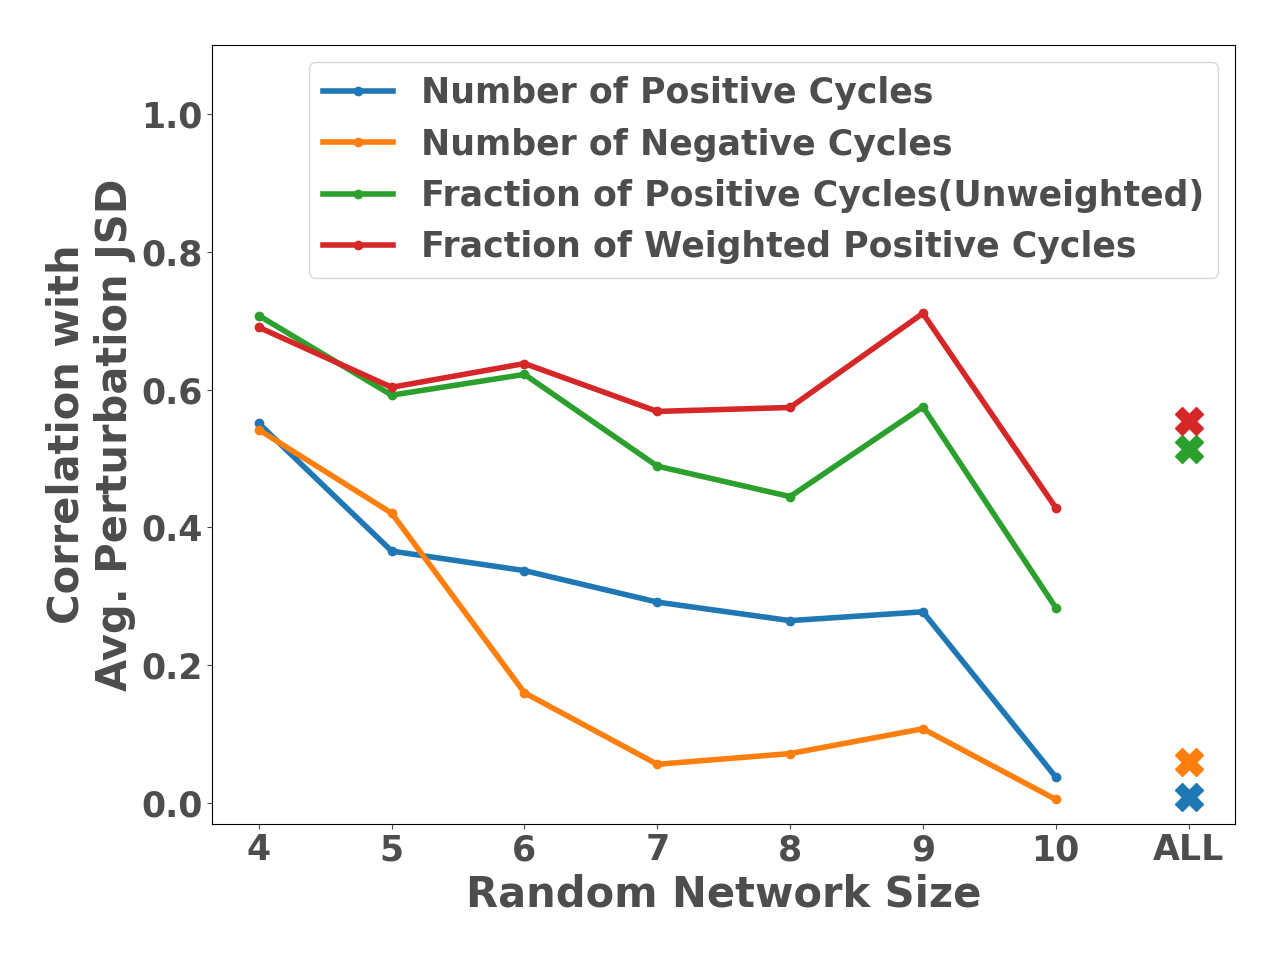 Number of Positive Cycles
Number of Negative Cycles
Fraction of Positive Cycles(Unweighted)
Fraction of Weighted Positive Cycles
Correlation with
Avg. Perturbation JSD
1.0
0.8
0.6
0.4
0.2
0.0
4 5 6 7 8 9 10 ALL
Random Network Size